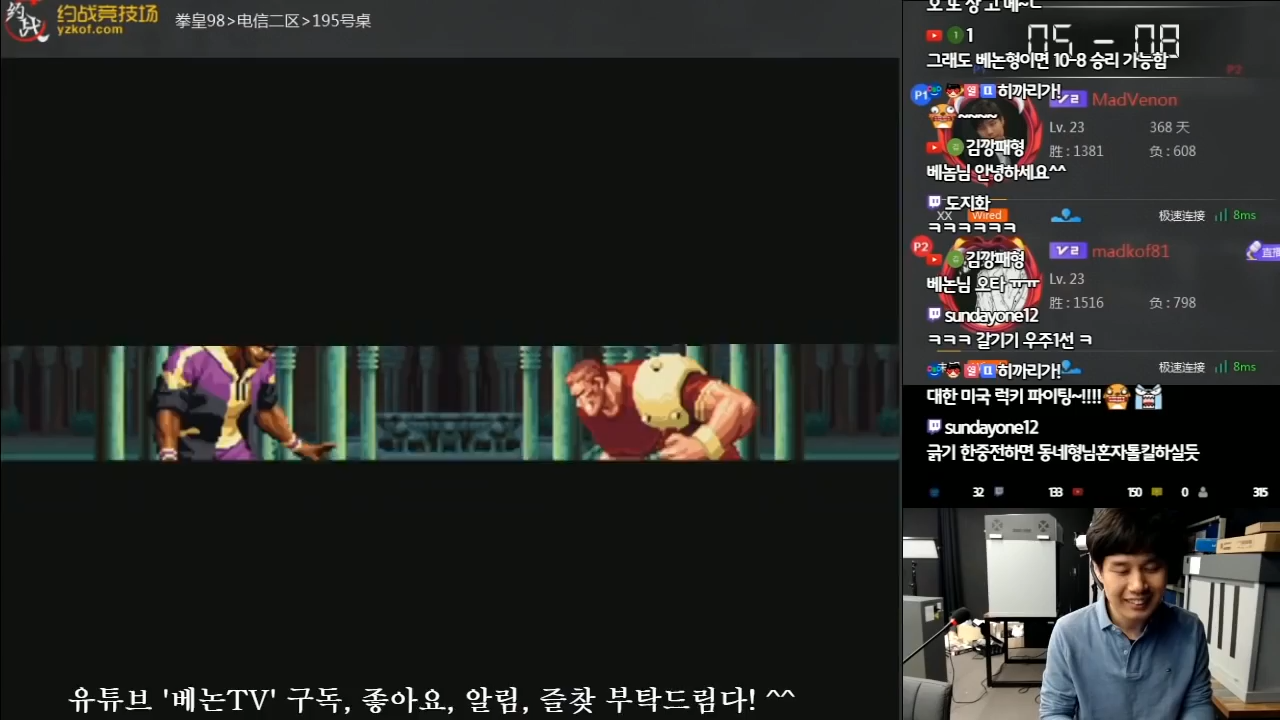 约战 约战竞技场
yzkof.com
拳皇98>电信二区>195号桌
1 1
05 - 08
그래도 베논형이면 10-8 승리 가능함
P2
P1 열 ㅁ 히까리가!
V2 MadVenon
~~~~
Lv. 23 368 天
김깡패형
胜 : 1381 负 : 608
베놈님 안녕하세요^^
도지화
XX Wired 极速连接 8ms
ㅋㅋㅋㅋㅋㅋ
P2 V2 madkof81
김깡패형
Lv. 23
베논님 오타 ㅠㅠ
胜 : 1516 负 : 798
sundayone12
ㅋㅋㅋ 갈기기 우주1선 ㅋ
열 ㅁ 히까리가!
极速连接 8ms
대한 미국 럭키 파이팅~!!!!
sundayone12
긁기 한중전하면 동네형님혼자톨킬하실듯
32 133 150 0 315
유튜브 '베논TV' 구독, 좋아요, 알림, 즐찾 부탁드림다! ^^